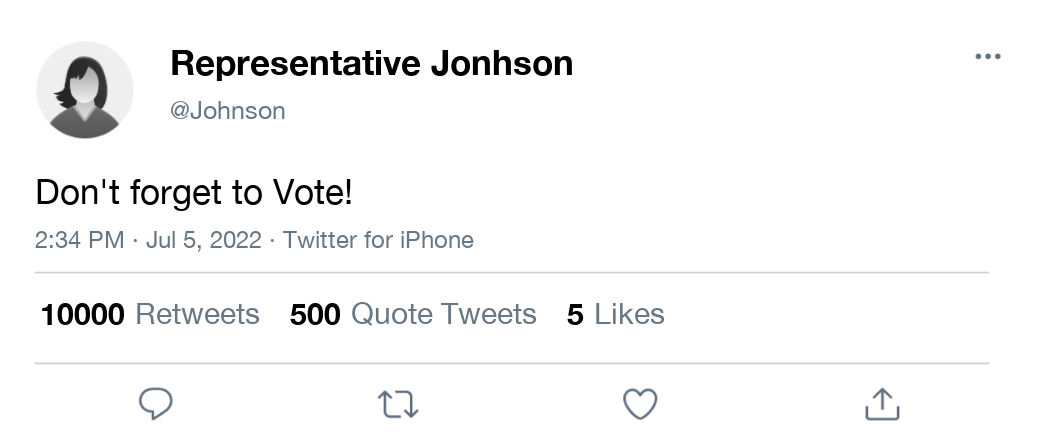 Representative Jonhson
@Johnson
Don't forget to Vote!
2:34 PM · Jul 5, 2022 · Twitter for iPhone
10000 Retweets 500 Quote Tweets 5 Likes